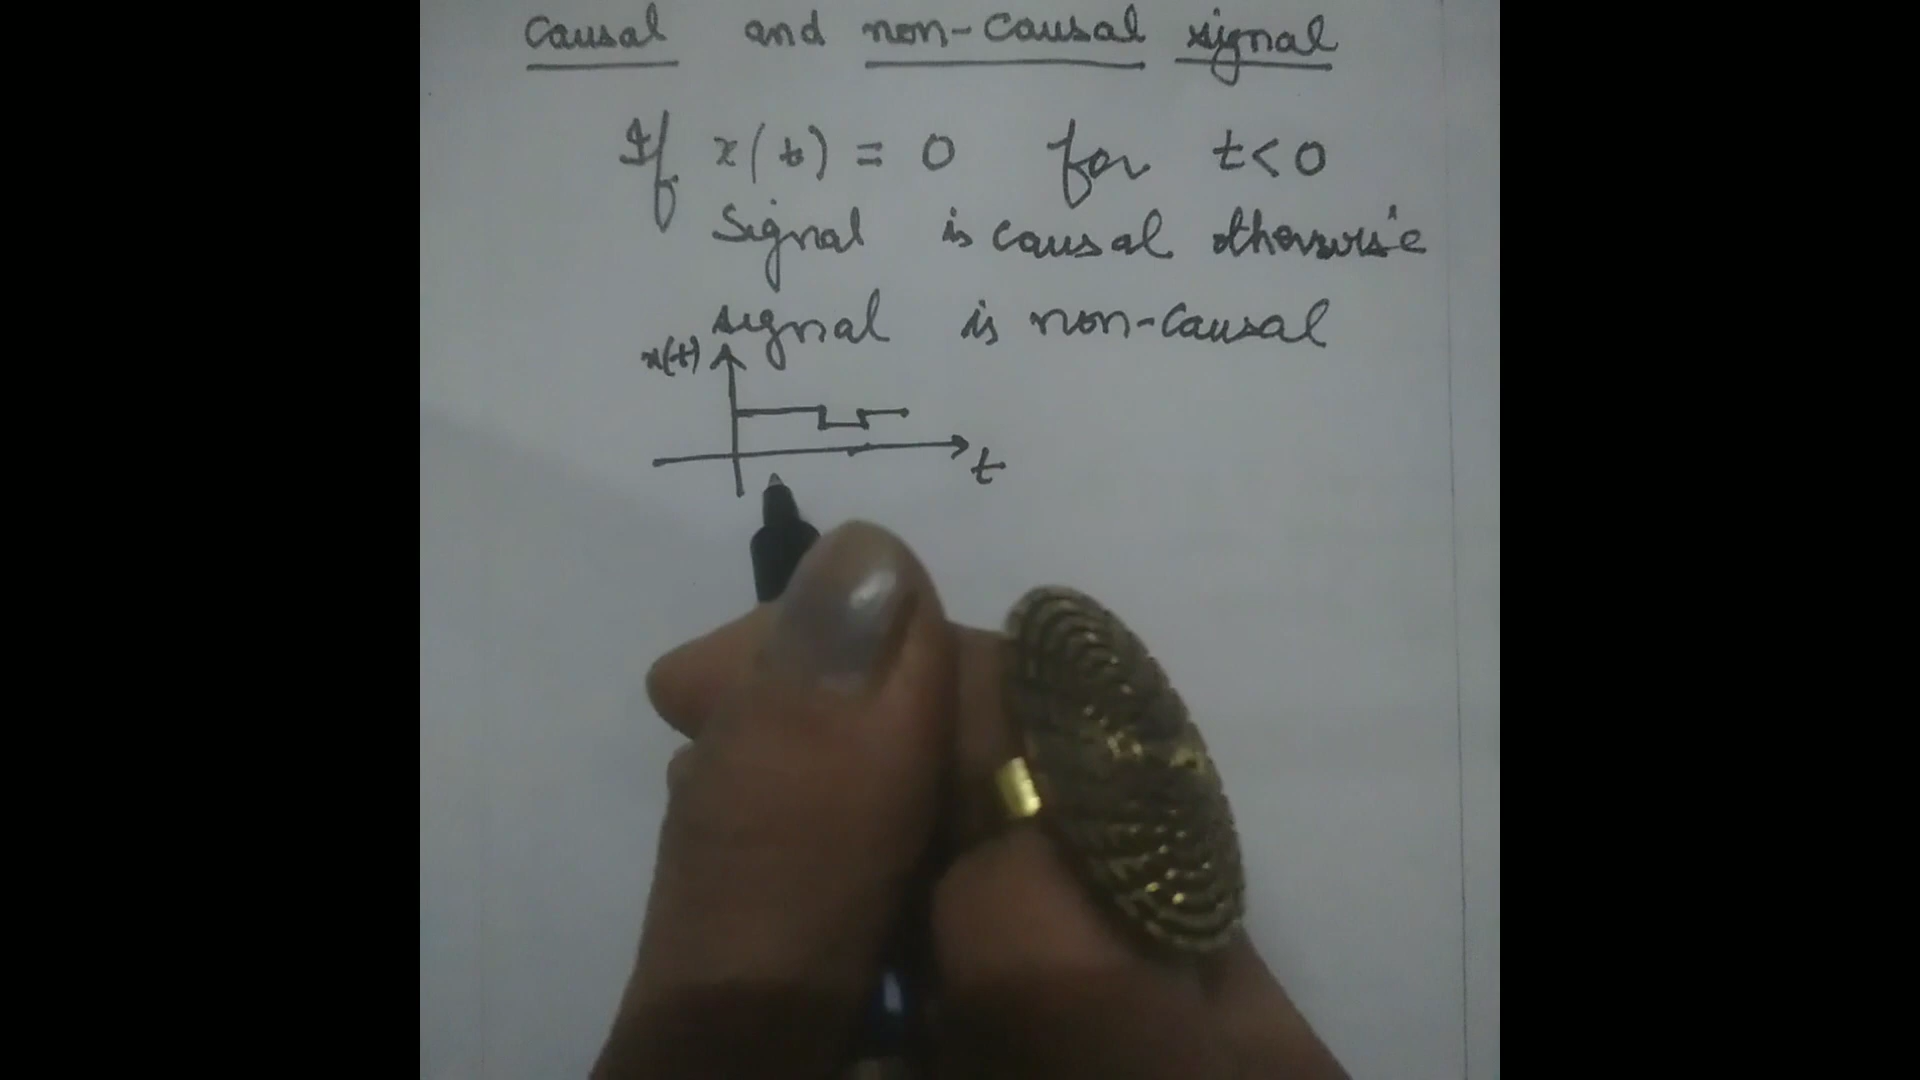 Causal and non-causal signal
If x(t) = 0 for t<0
Signal is causal otherwise
signal is non-causal
x(t)
t